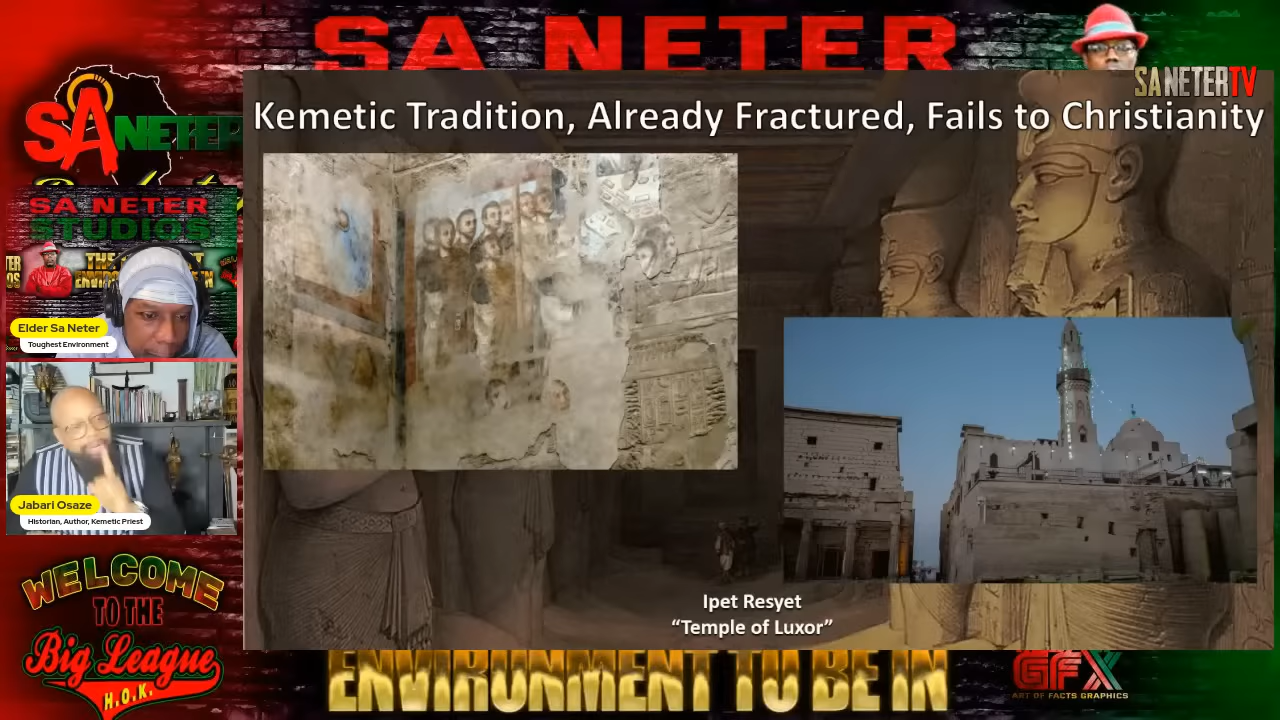 SA NETER
SANETERTV
SA NETER
Kemetic Tradition, Already Fractured, Fails to Christianity
SA NETER
STUDIOS
Elder Sa Neter
Toughest Environment
Jabari Osaze
Historian, Author, Kemetic Priest
Ipet Resyet
“Temple of Luxor”
WELCOME
TO THE
Big League
H.O.K.
ENVIRONMENT TO BE IN
GFX
ART OF FACTS GRAPHICS